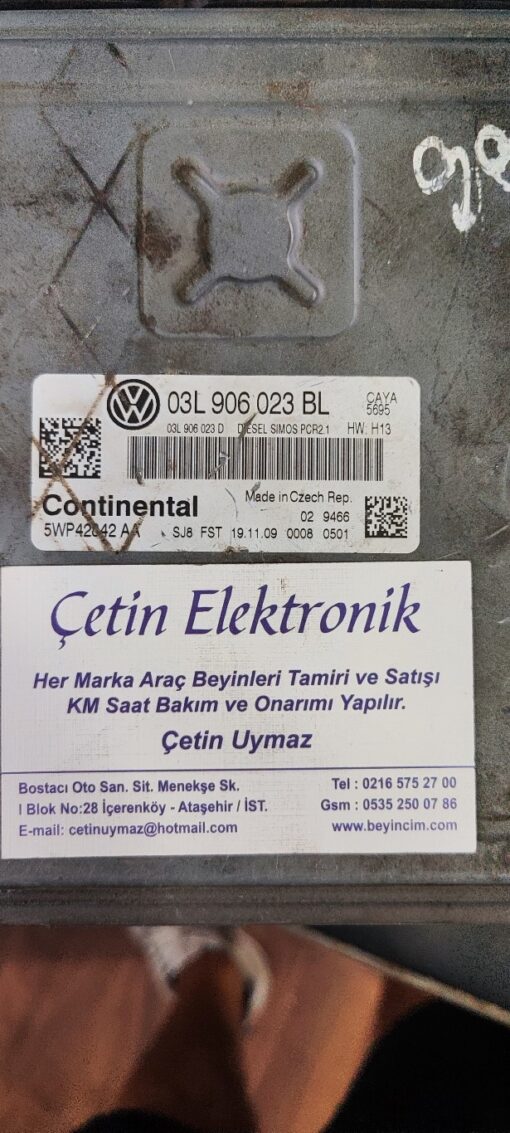 03L 906 023 BL
CAYA
5695
03L 906 023 D DIESEL SIMOS PCR2.1 HW: H13
Continental
Made in Czech Rep.
02 9466
5WP42842 AA SJ8 FST 19.11.09 0008 0501
Çetin Elektronik
Her Marka Araç Beyinleri Tamiri ve Satışı
KM Saat Bakım ve Onarımı Yapılır.
Çetin Uymaz
Bostacı Oto San. Sit. Menekşe Sk.
I Blok No:28 İçerenköy - Ataşehir / İST.
E-mail: cetinuymaz@hotmail.com
Tel : 0216 575 27 00
Gsm : 0535 250 07 86
www.beyincim.com